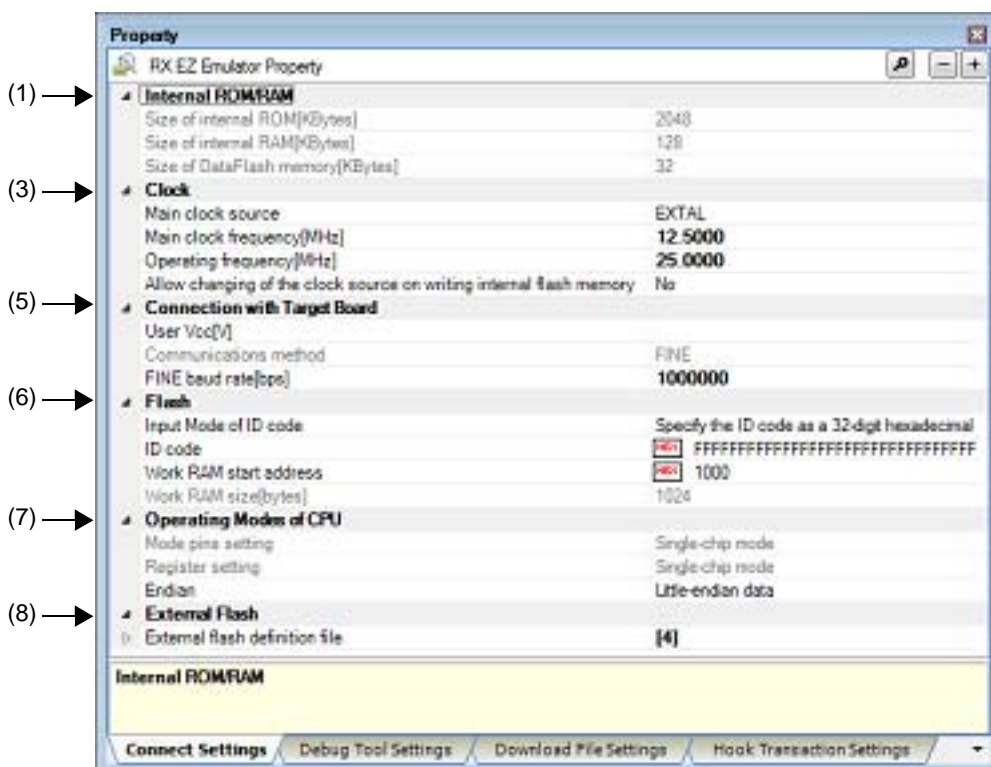 Property
RX EZ Emulator Property
(1) Internal ROM/RAM
Size of internal ROM[KBytes] 2048
Size of internal RAM[KBytes] 128
Size of DataFlash memory[KBytes] 32
(3) Clock
Main clock source EXTAL
Main clock frequency[MHz] 12.5000
Operating frequency[MHz] 25.0000
Allow changing of the clock source on writing internal flash memory No
(5) Connection with Target Board
User Vcc[V]
Communications method FINE
FINE baud rate[bps] 1000000
(6) Flash
Input Mode of ID code Specify the ID code as a 32-digit hexadecimal
ID code HEX FFFFFFFFFFFFFFFFFFFFFFFFFFFFFFFF
Work RAM start address HEX 1000
Work RAM size[bytes] 1024
(7) Operating Modes of CPU
Mode pins setting Single-chip mode
Register setting Single-chip mode
Endian Little-endian data
(8) External Flash
External flash definition file [4]
Internal ROM/RAM
Connect Settings Debug Tool Settings Download File Settings Hook Transaction Settings